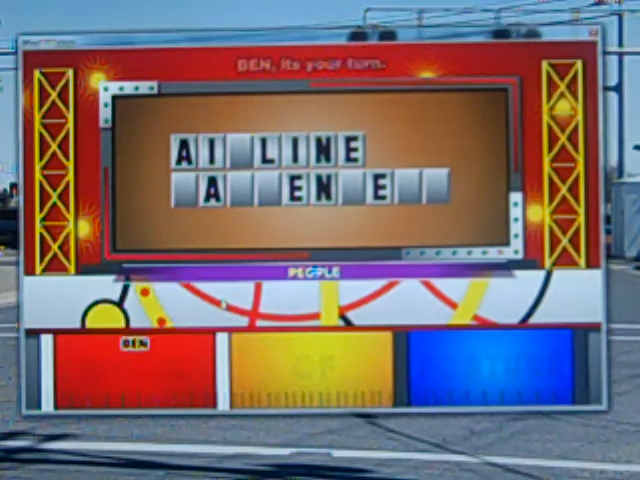 BEN, its your turn.
AI LINE
A EN E
PEOPLE
BEN